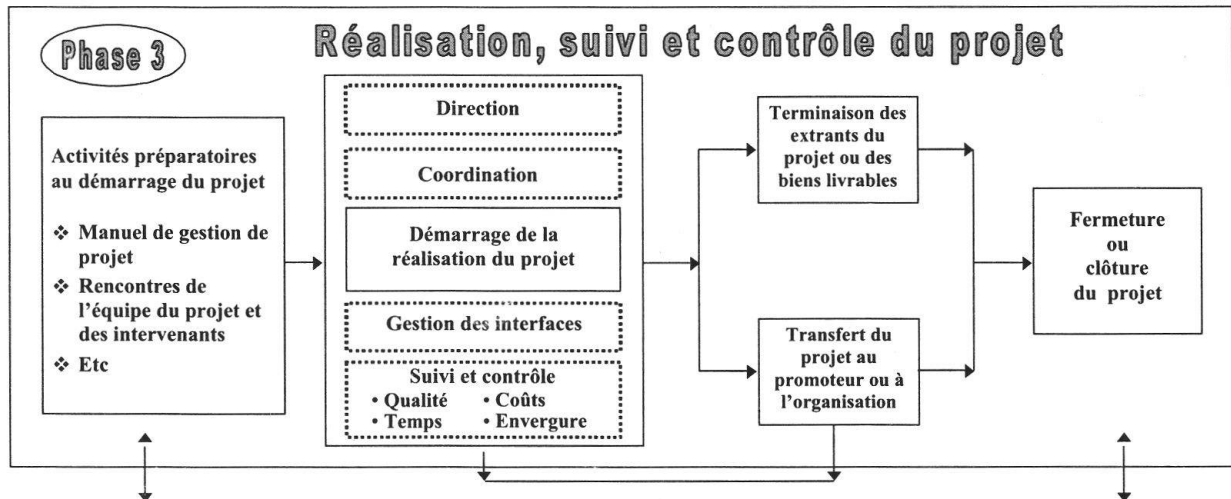 Phase 3
Réalisation, suivi et contrôle du projet
Activités préparatoires
au démarrage du projet
❖ Manuel de gestion de
projet
❖ Rencontres de
l'équipe du projet et
des intervenants
❖ Etc
Direction
Coordination
Démarrage de la
réalisation du projet
Gestion des interfaces
Suivi et contrôle
• Qualité • Coûts
• Temps • Envergure
Terminaison des
extrants du
projet ou des
biens livrables
Transfert du
projet au
promoteur ou à
l'organisation
Fermeture
ou
clôture
du projet